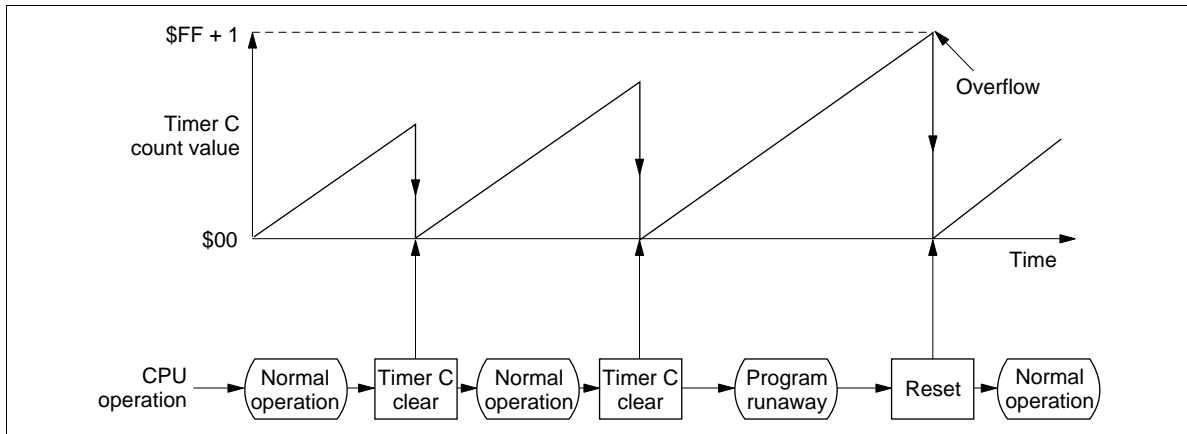 $FF + 1
Overflow
Timer C
count value
$00
Time
CPU
operation
Normal
operation
Timer C
clear
Normal
operation
Timer C
clear
Program
runaway
Reset
Normal
operation